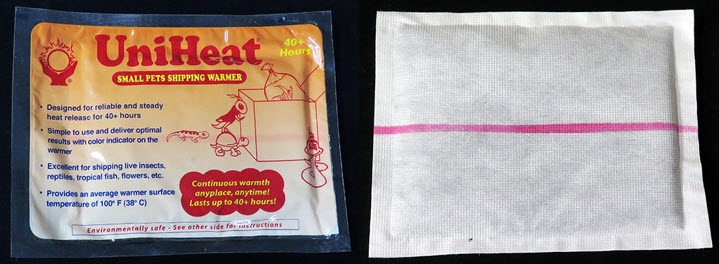 UniHeat®
40+
Hours
SMALL PETS SHIPPING WARMER
• Designed for reliable and steady
heat release for 40+ hours
• Simple to use and deliver optimal
results with color indicator on the
warmer
• Excellent for shipping live insects,
reptiles, tropical fish, flowers, etc.
• Provides an average warmer surface
temperature of 100° F (38° C)
Continuous warmth
anyplace, anytime!
Lasts up to 40+ hours!
Environmentally safe - See other side for instructions